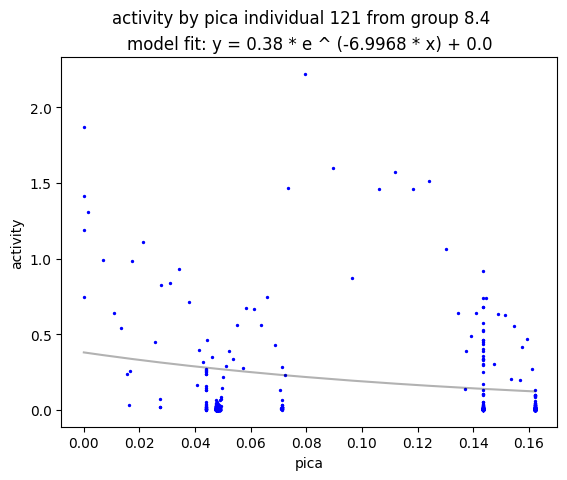 activity by pica individual 121 from group 8.4
model fit: y = 0.38 * e ^ (-6.9968 * x) + 0.0
2.0
1.5
1.0
0.5
0.0
activity
0.00 0.02 0.04 0.06 0.08 0.10 0.12 0.14 0.16
pica